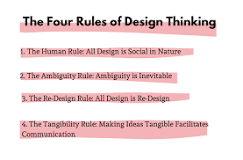 The Four Rules of Design Thinking
1. The Human Rule: All Design is Social in Nature
2. The Ambiguity Rule: Ambiguity is Inevitable
3. The Re-Design Rule: All Design is Re-Design
4. The Tangibility Rule: Making Ideas Tangible Facilitates
Communication